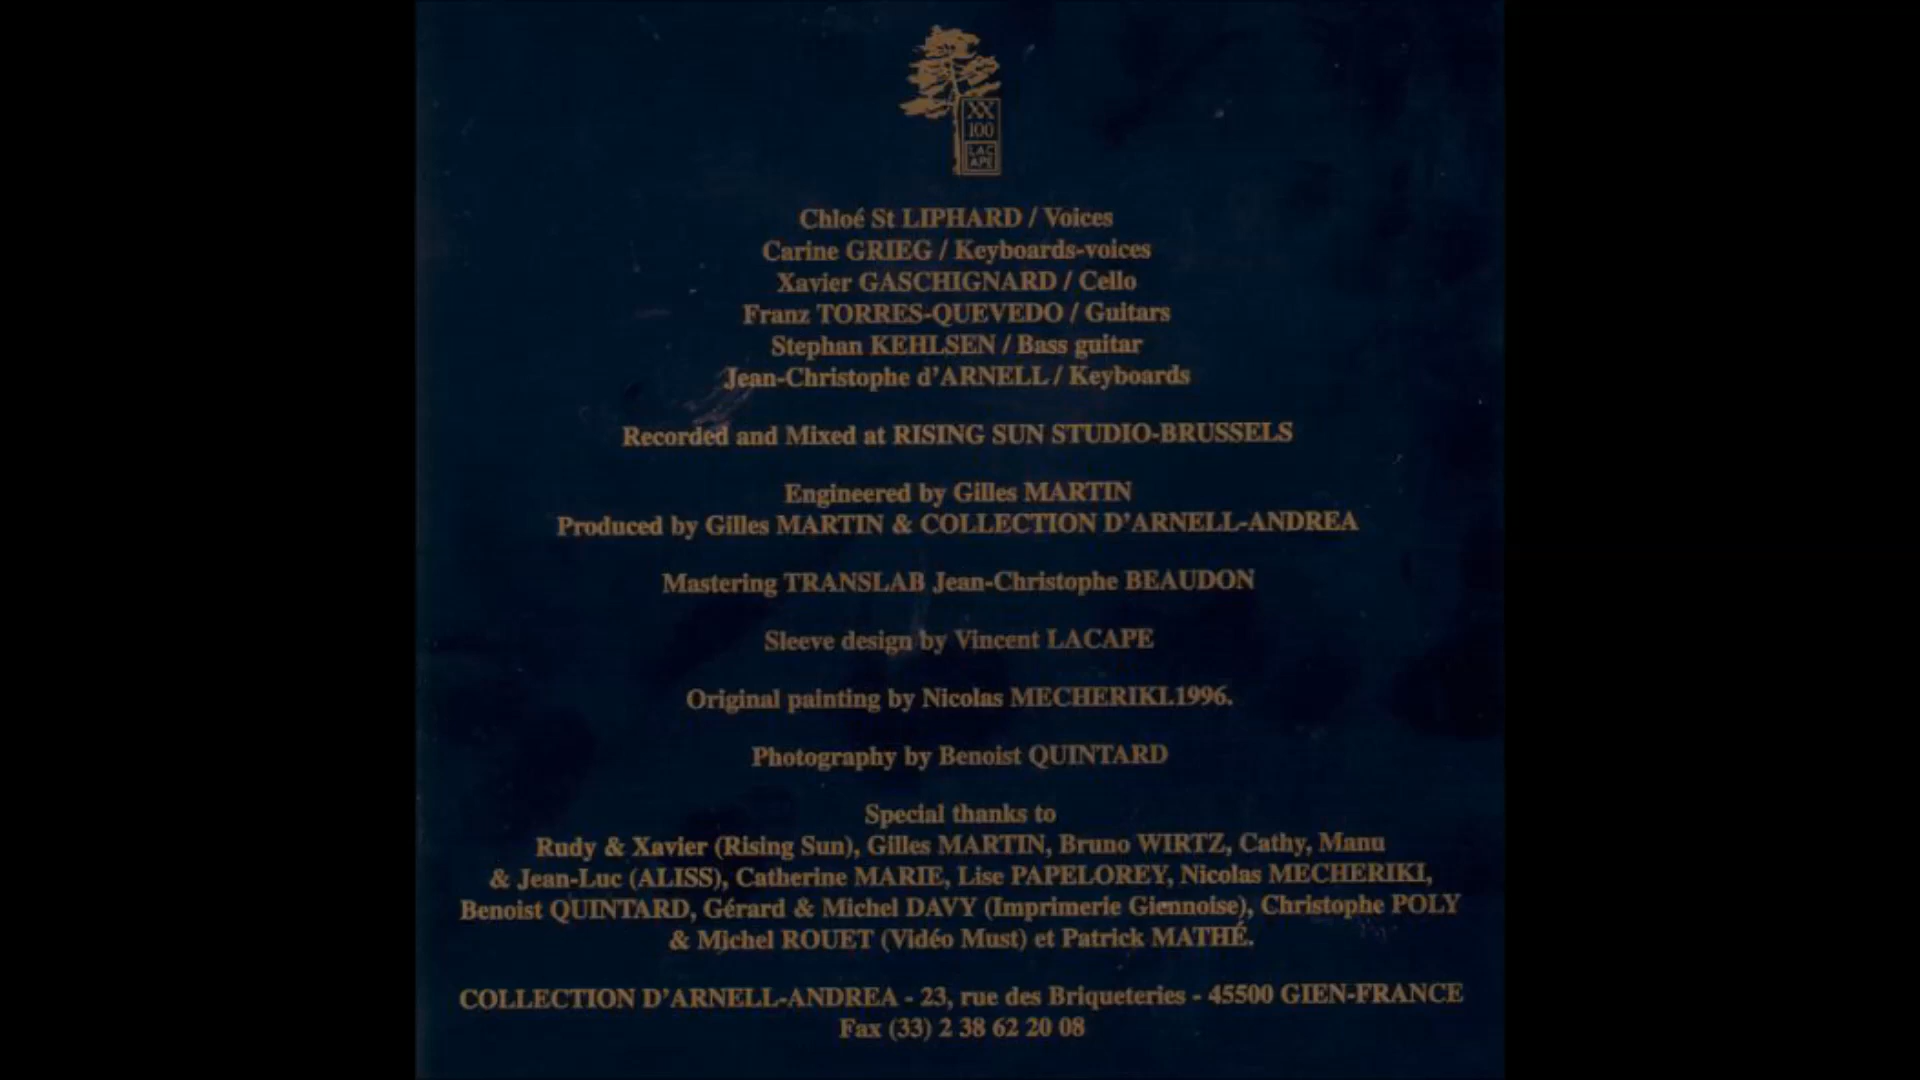 XX
100
LAC
APE
Chloé St LIPHARD / Voices
Carine GRIEG / Keyboards-voices
Xavier GASCHIGNARD / Cello
Franz TORRES-QUEVEDO / Guitars
Stephan KEHLSEN / Bass guitar
Jean-Christophe d'ARNELL / Keyboards
Recorded and Mixed at RISING SUN STUDIO-BRUSSELS
Engineered by Gilles MARTIN
Produced by Gilles MARTIN & COLLECTION D'ARNELL-ANDREA
Mastering TRANSLAB Jean-Christophe BEAUDON
Sleeve design by Vincent LACAPE
Original painting by Nicolas MECHERIKI.1996.
Photography by Benoist QUINTARD
Special thanks to
Rudy & Xavier (Rising Sun), Gilles MARTIN, Bruno WIRTZ, Cathy, Manu
& Jean-Luc (ALISS), Catherine MARIE, Lise PAPELOREY, Nicolas MECHERIKI,
Benoist QUINTARD, Gérard & Michel DAVY (Imprimerie Giennoise), Christophe POLY
& Michel ROUET (Vidéo Must) et Patrick MATHÉ.
COLLECTION D'ARNELL-ANDREA - 23, rue des Briqueteries - 45500 GIEN-FRANCE
Fax (33) 2 38 62 20 08